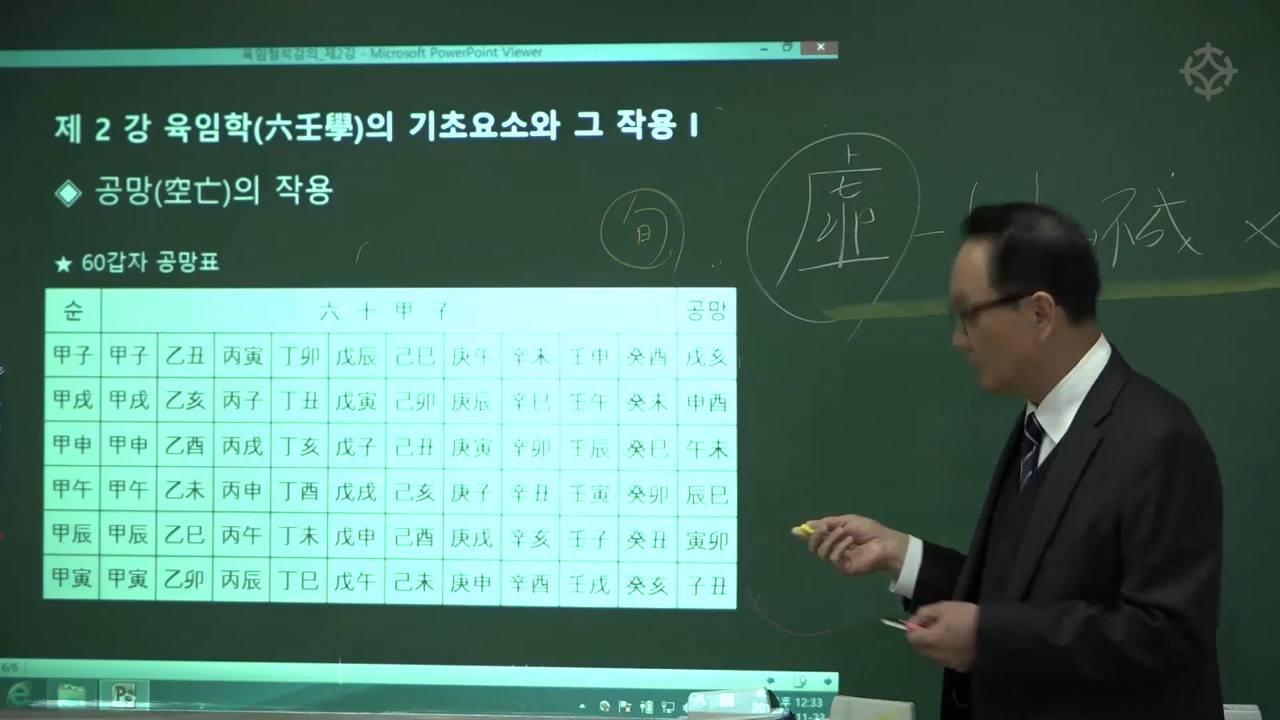 육임철석강의_제2강 - Microsoft PowerPoint Viewer
제 2 강 육임학(六壬學)의 기초요소와 그 작용 I
◈ 공망(空亡)의 작용
★ 60갑자 공망표
순 六十甲子 공망
甲子 甲子 乙丑 丙寅 丁卯 戊辰 己巳 庚午 辛未 壬申 癸酉 戌亥
甲戌 甲戌 乙亥 丙子 丁丑 戊寅 己卯 庚辰 辛巳 壬午 癸未 申酉
甲申 甲申 乙酉 丙戌 丁亥 戊子 己丑 庚寅 辛卯 壬辰 癸巳 午未
甲午 甲午 乙未 丙申 丁酉 戊戌 己亥 庚子 辛丑 壬寅 癸卯 辰巳
甲辰 甲辰 乙巳 丙午 丁未 戊申 己酉 庚戌 辛亥 壬子 癸丑 寅卯
甲寅 甲寅 乙卯 丙辰 丁巳 戊午 己未 庚申 辛酉 壬戌 癸亥 子丑
旬
虛
6/6
12:33